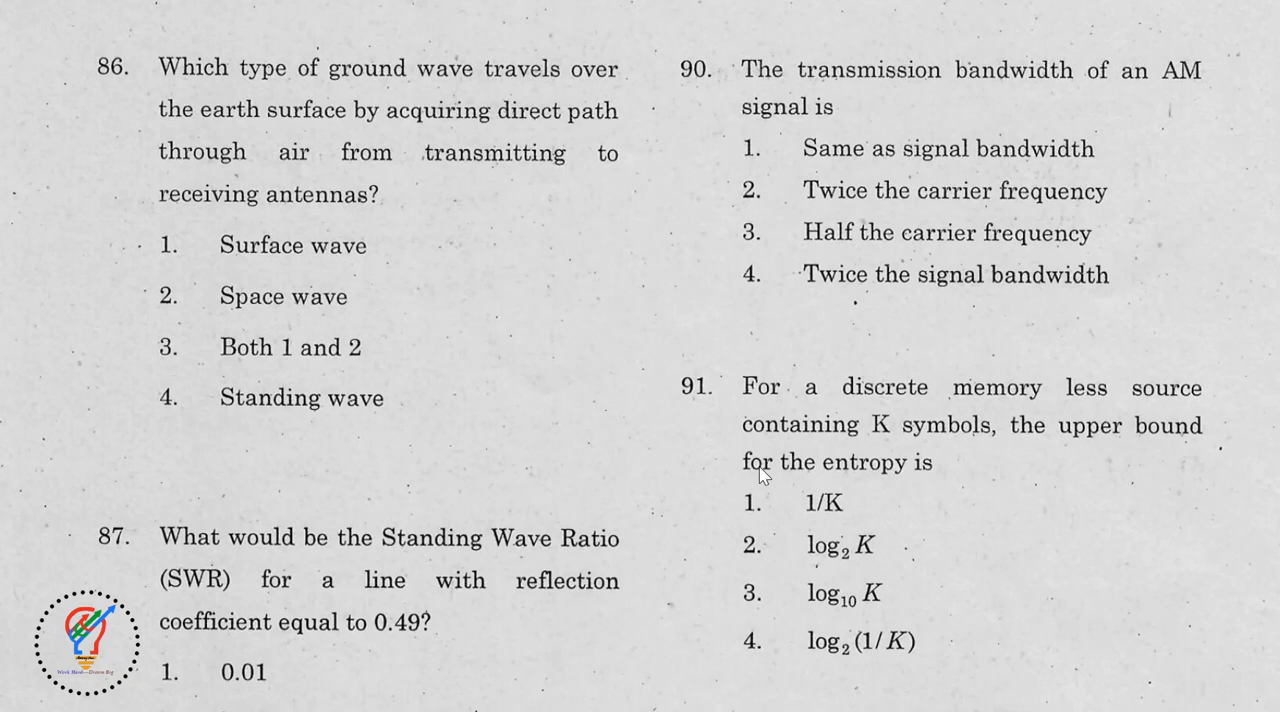 86. Which type of ground wave travels over
the earth surface by acquiring direct path
through air from transmitting to
receiving antennas?
1. Surface wave
2. Space wave
3. Both 1 and 2
4. Standing wave
87. What would be the Standing Wave Ratio
(SWR) for a line with reflection
coefficient equal to 0.49?
1. 0.01
90. The transmission bandwidth of an AM
signal is
1. Same as signal bandwidth
2. Twice the carrier frequency
3. Half the carrier frequency
4. Twice the signal bandwidth
91. For a discrete memory less source
containing K symbols, the upper bound
for the entropy is
1. 1/K
2. log₂ K
3. log₁₀ K
4. log₂ (1/K)
Work Hard---Dream Big